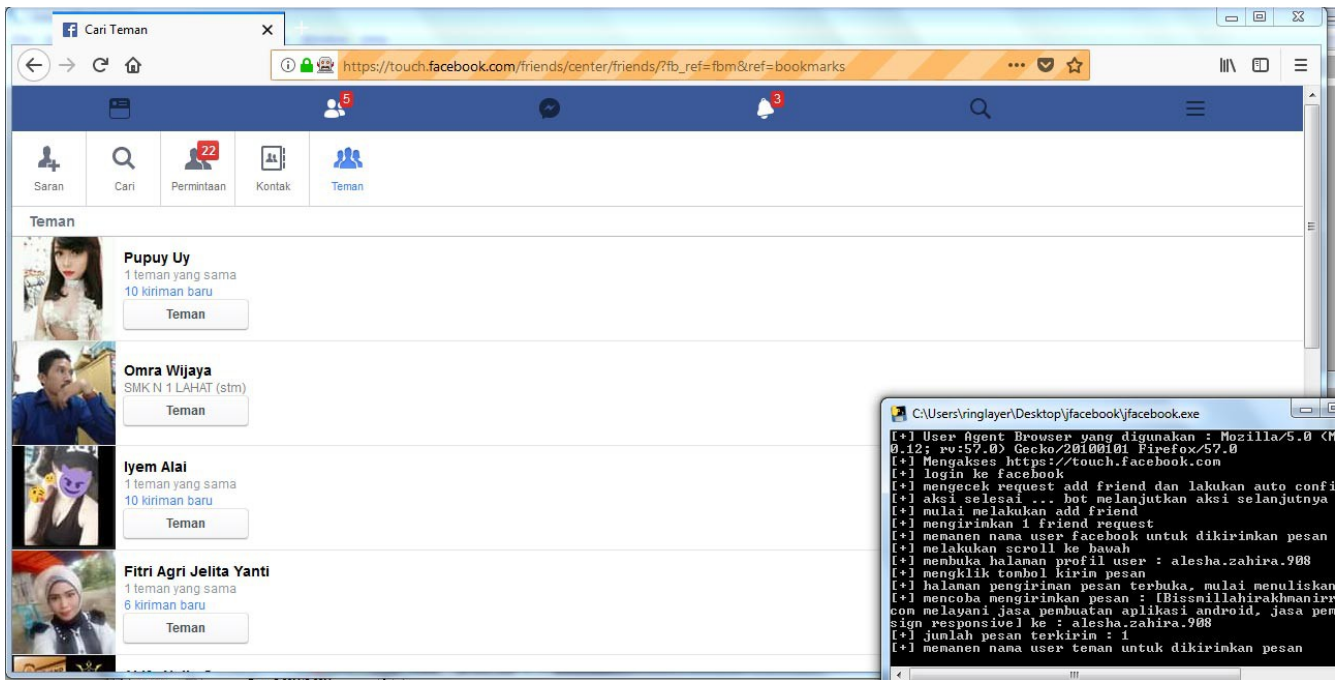 Cari Teman
https://touch.facebook.com/friends/center/friends/?fb_ref=fbm&ref=bookmarks
5
3
22
Saran
Cari
Permintaan
Kontak
Teman
Teman
Pupuy Uy
1 teman yang sama
10 kiriman baru
Teman
Omra Wijaya
SMK N 1 LAHAT (stm)
Teman
Iyem Alai
1 teman yang sama
10 kiriman baru
Teman
Fitri Agri Jelita Yanti
1 teman yang sama
6 kiriman baru
Teman
C:\Users\ringlayer\Desktop\jfacebook\jfacebook.exe
[+] User Agent Browser yang digunakan : Mozilla/5.0 (M
0.12; rv:57.0) Gecko/20100101 Firefox/57.0
[+] Mengakses https://touch.facebook.com
[+] login ke facebook
[+] mengecek request add friend dan lakukan auto confi
[+] aksi selesai ... bot melanjutkan aksi selanjutnya
[+] mulai melakukan add friend
[+] mengirimkan 1 friend request
[+] memanen nama user facebook untuk dikirimkan pesan
[+] melakukan scroll ke bawah
[+] membuka halaman profil user : alesha.zahira.908
[+] mengklik tombol kirim pesan
[+] halaman pengiriman pesan terbuka, mulai menuliskan
[+] mencoba mengirimkan pesan : [Bissmillahirakhmanirr
com melayani jasa pembuatan aplikasi android, jasa pem
sign responsive] ke : alesha.zahira.908
[+] jumlah pesan terkirim : 1
[+] memanen nama user teman untuk dikirimkan pesan